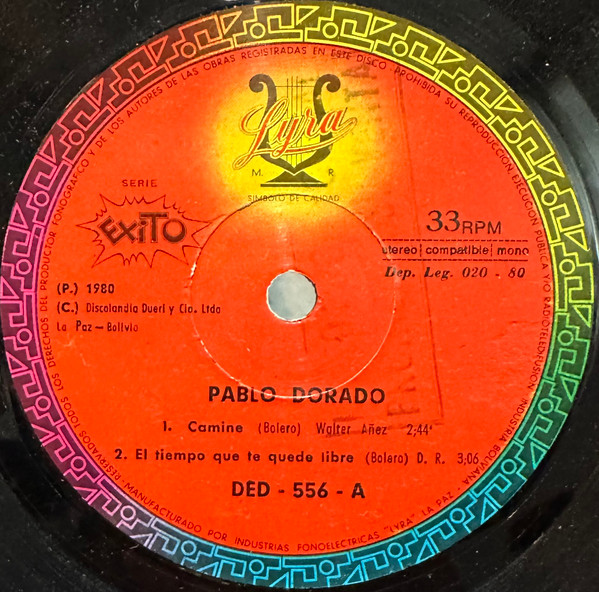 RESERVADOS TODOS LOS DERECHOS DEL PRODUCTOR FONOGRAFICO Y DE LOS AUTORES DE LAS OBRAS REGISTRADAS EN ESTE DISCO. PROHIBIDA SU REPRODUCCION, EJECUCION PUBLICA Y/O RADIOTELEDIFUSION
Lyra
M. R.
SIMBOLO DE CALIDAD
SERIE
EXITO
33 RPM
stereo | compatible | mono
Dep. Leg. 020 - 80
(P.) 1980
(C.) Discolandia Dueri y Cia. Ltda
La Paz - Bolivia
PABLO DORADO
1. Camine (Bolero) Walter Añez 2;44"
2. El tiempo que te quede libre (Bolero) D. R. 3;06
DED - 556 - A
MANUFACTURADO POR INDUSTRIAS FONOELECTRICAS "LYRA" LA PAZ - INDUSTRIA BOLIVIANA